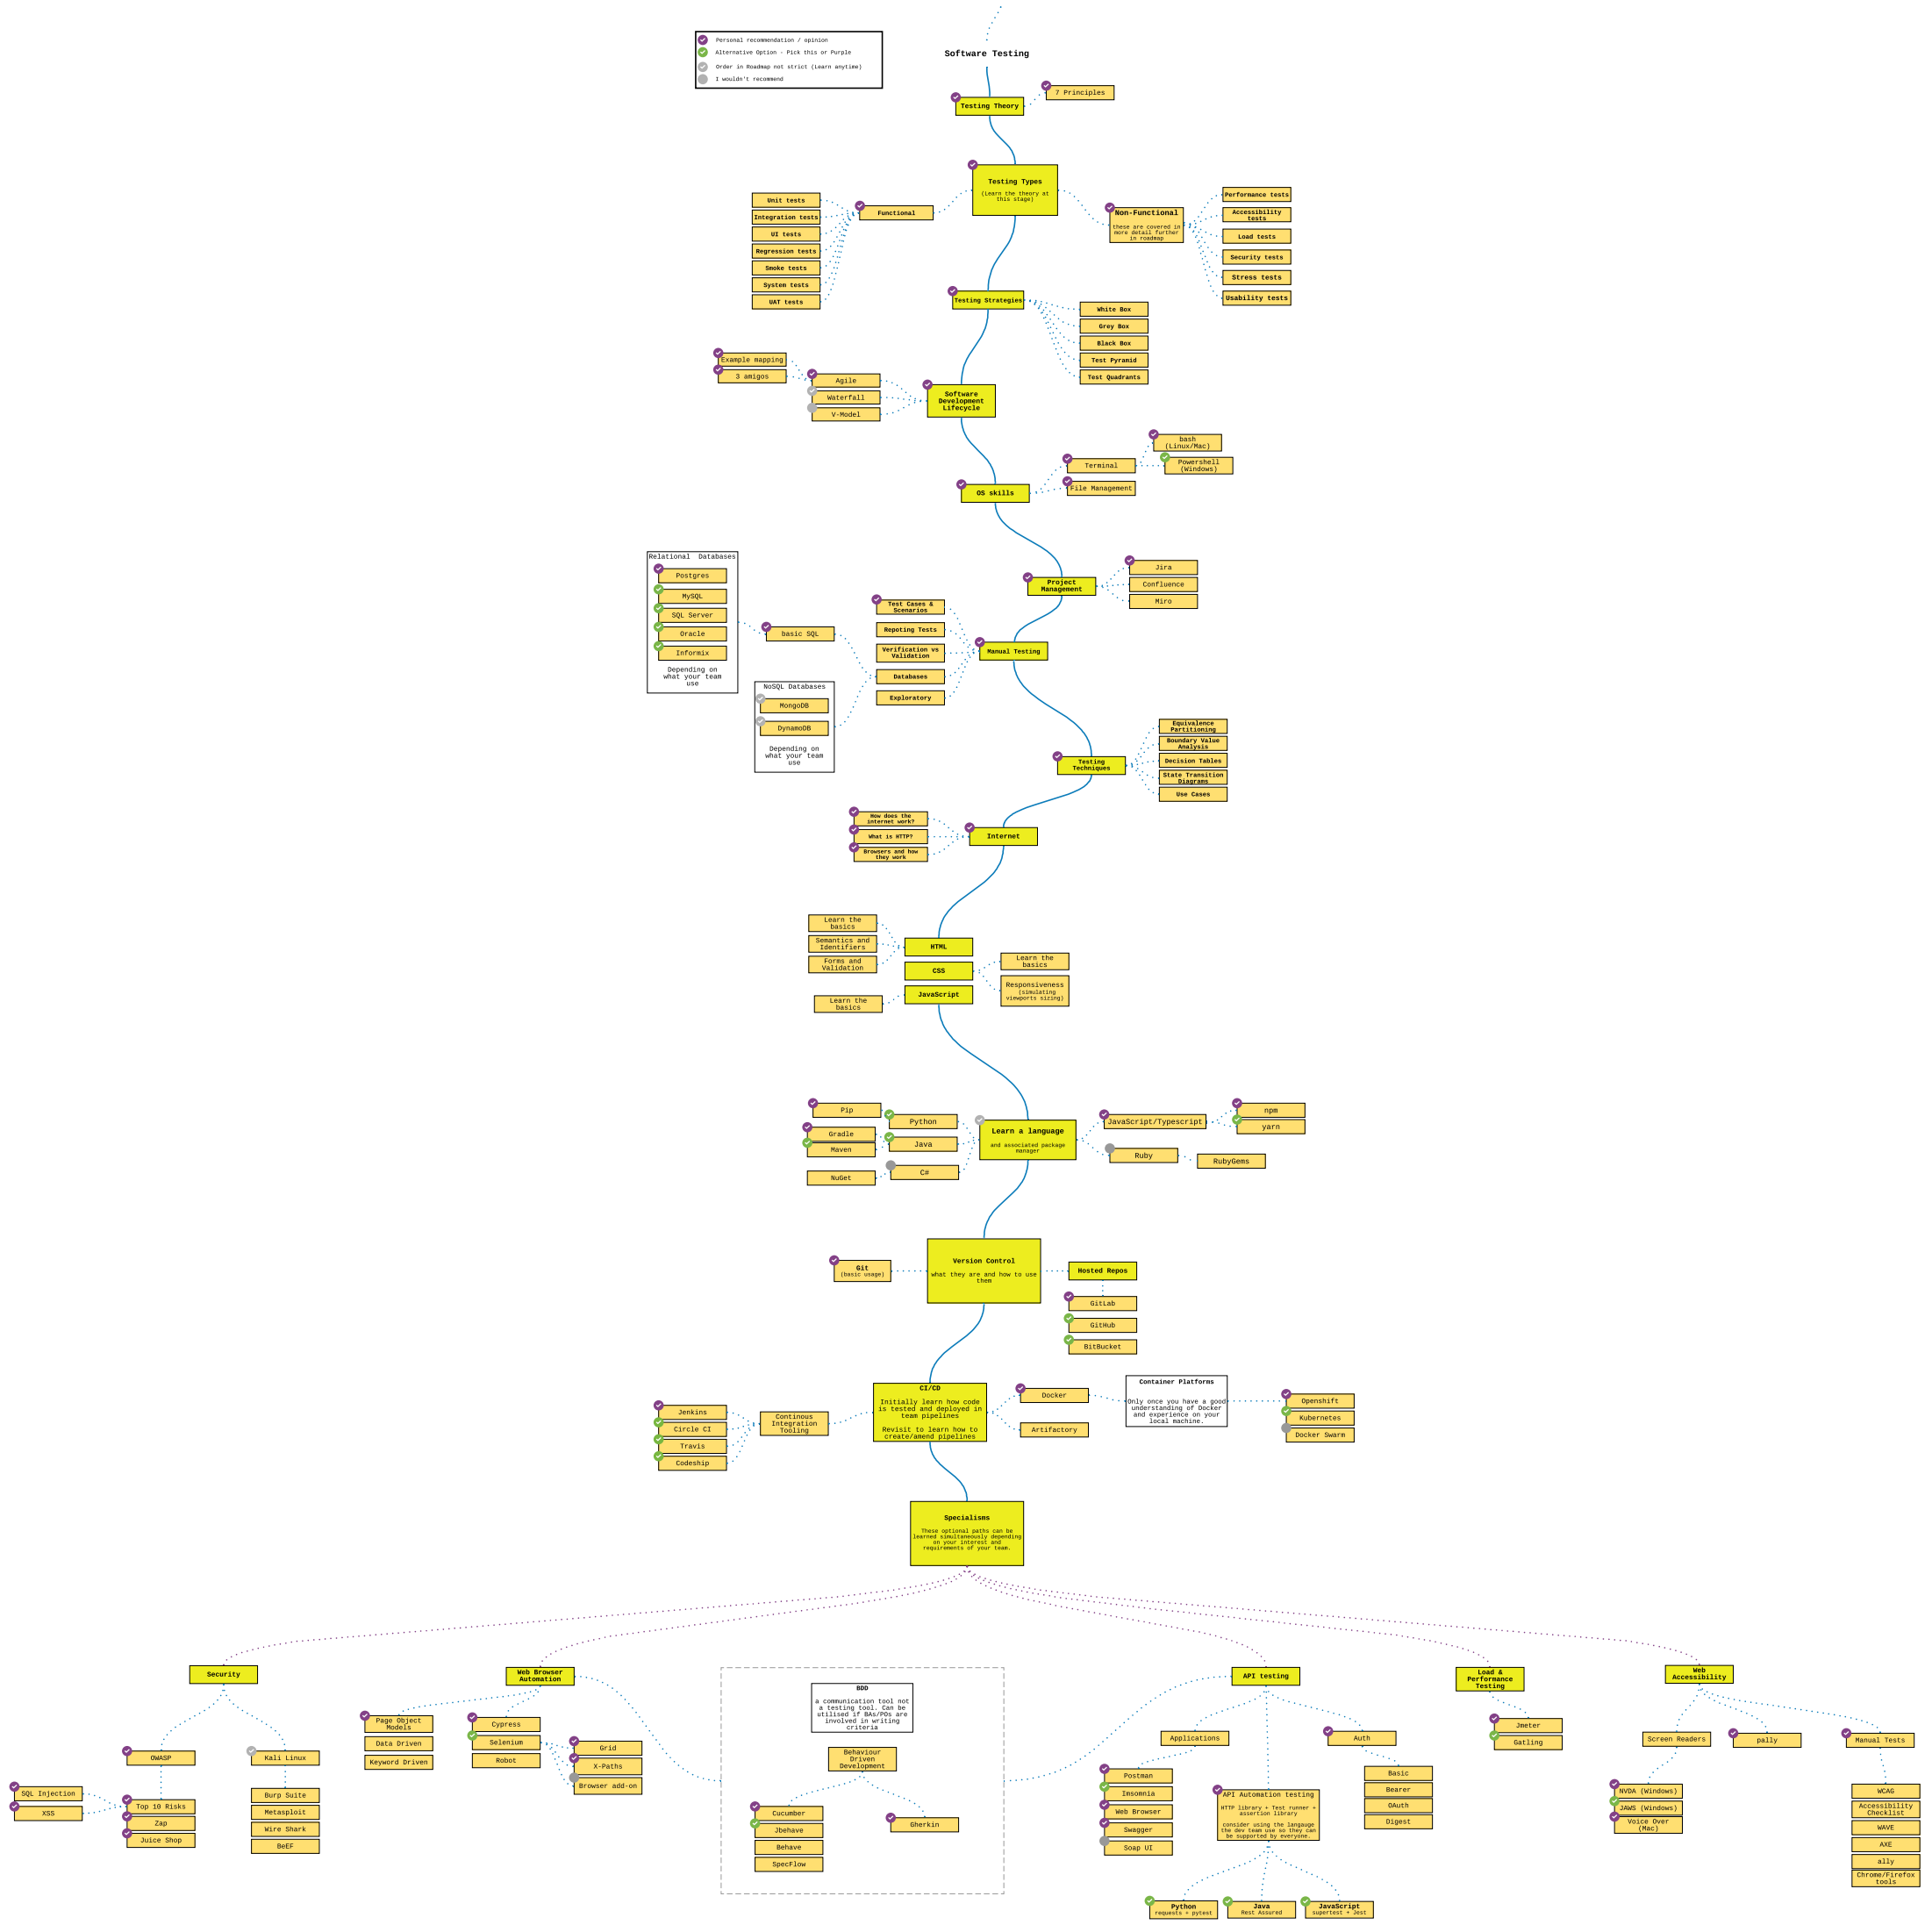 Personal recommendation / opinion
Alternative Option - Pick this or Purple
Order in Roadmap not strict (Learn anytime)
I wouldn't recommend
Software Testing
Testing Theory
7 Principles
Testing Types
(Learn the theory at
this stage)
Functional
Unit tests
Integration tests
UI tests
Regression tests
Smoke tests
System tests
UAT tests
Non-Functional
these are covered in
more detail further
in roadmap
Performance tests
Accessibility
tests
Load tests
Security tests
Stress tests
Usability tests
Testing Strategies
White Box
Grey Box
Black Box
Test Pyramid
Test Quadrants
Software
Development
Lifecycle
Agile
Waterfall
V-Model
Example mapping
3 amigos
OS skills
Terminal
File Management
bash
(Linux/Mac)
Powershell
(Windows)
Project
Management
Jira
Confluence
Miro
Manual Testing
Test Cases &
Scenarios
Repoting Tests
Verification vs
Validation
Databases
Exploratory
basic SQL
Relational  Databases
Postgres
MySQL
SQL Server
Oracle
Informix
Depending on
what your team
use
NoSQL Databases
MongoDB
DynamoDB
Depending on
what your team
use
Testing
Techniques
Equivalence
Partitioning
Boundary Value
Analysis
Decision Tables
State Transition
Diagrams
Use Cases
Internet
How does the
internet work?
What is HTTP?
Browsers and how
they work
HTML
Learn the
basics
Semantics and
Identifiers
Forms and
Validation
CSS
Learn the
basics
Responsiveness
(simulating
viewports sizing)
JavaScript
Learn the
basics
Learn a language
and associated package
manager
Python
Pip
Java
Gradle
Maven
C#
NuGet
JavaScript/Typescript
npm
yarn
Ruby
RubyGems
Version Control
what they are and how to use
them
Git
(basic usage)
Hosted Repos
GitLab
GitHub
BitBucket
CI/CD
Initially learn how code
is tested and deployed in
team pipelines
Revisit to learn how to
create/amend pipelines
Continous
Integration
Tooling
Jenkins
Circle CI
Travis
Codeship
Docker
Artifactory
Container Platforms
Only once you have a good
understanding of Docker
and experience on your
local machine.
Openshift
Kubernetes
Docker Swarm
Specialisms
These optional paths can be
learned simultaneously depending
on your interest and
requirements of your team.
Security
OWASP
Top 10 Risks
Zap
Juice Shop
SQL Injection
XSS
Kali Linux
Burp Suite
Metasploit
Wire Shark
BeEF
Web Browser
Automation
Page Object
Models
Data Driven
Keyword Driven
Cypress
Selenium
Robot
Grid
X-Paths
Browser add-on
BDD
a communication tool not
a testing tool. Can be
utilised if BAs/POs are
involved in writing
criteria
Behaviour
Driven
Development
Cucumber
Jbehave
Behave
SpecFlow
Gherkin
API testing
Applications
Postman
Insomnia
Web Browser
Swagger
Soap UI
API Automation testing
HTTP library + Test runner +
assertion library
consider using the langauge
the dev team use so they can
be supported by everyone.
Python
requests + pytest
Java
Rest Assured
JavaScript
supertest + Jest
Auth
Basic
Bearer
OAuth
Digest
Load &
Performance
Testing
Jmeter
Gatling
Web
Accessibility
Screen Readers
NVDA (Windows)
JAWS (Windows)
Voice Over
(Mac)
pally
Manual Tests
WCAG
Accessibility
Checklist
WAVE
AXE
ally
Chrome/Firefox
tools